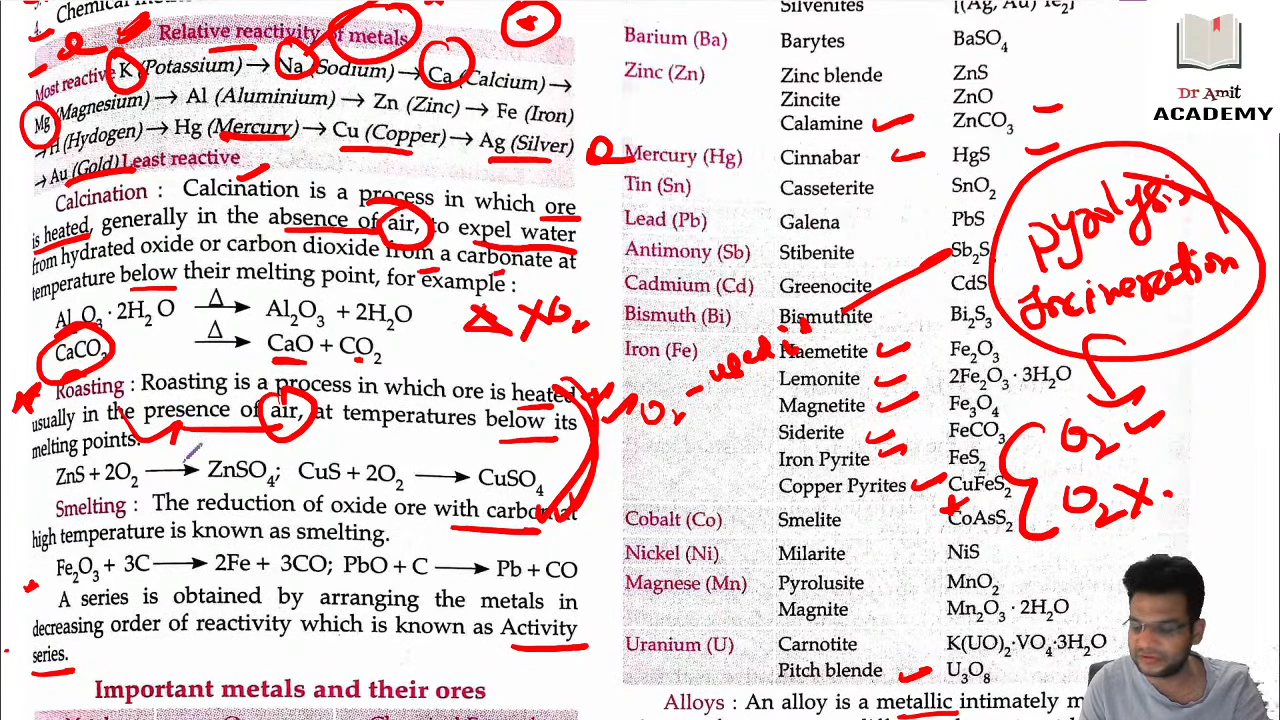 Chemical
Relative reactivity of metals
Most reactive K (Potassium) → Na (Sodium) → Ca (Calcium) →
Mg (Magnesium) → Al (Aluminium) → Zn (Zinc) → Fe (Iron)
→ H (Hydogen) → Hg (Mercury) → Cu (Copper) → Ag (Silver)
→ Au (Gold) Least reactive
Calcination : Calcination is a process in which ore
is heated, generally in the absence of air, to expel water
from hydrated oxide or carbon dioxide from a carbonate at
temperature below their melting point, for example :
Al₂O₃ · 2H₂O —Δ→ Al₂O₃ + 2H₂O
CaCO₃ —Δ→ CaO + CO₂
Roasting : Roasting is a process in which ore is heated
usually in the presence of air, at temperatures below its
melting points.
ZnS + 2O₂ ⟶ ZnSO₄; CuS + 2O₂ ⟶ CuSO₄
Smelting : The reduction of oxide ore with carbon at
high temperature is known as smelting.
Fe₂O₃ + 3C ⟶ 2Fe + 3CO; PbO + C ⟶ Pb + CO
A series is obtained by arranging the metals in
decreasing order of reactivity which is known as Activity
series.
Important metals and their ores
Silvenites [(Ag, Au) Te₂]
Barium (Ba) Barytes BaSO₄
Zinc (Zn) Zinc blende ZnS
Zincite ZnO
Calamine ZnCO₃
Mercury (Hg) Cinnabar HgS
Tin (Sn) Casseterite SnO₂
Lead (Pb) Galena PbS
Antimony (Sb) Stibenite Sb₂S
Cadmium (Cd) Greenocite CdS
Bismuth (Bi) Bismuthite Bi₂S₃
Iron (Fe) Haemetite Fe₂O₃
Lemonite 2Fe₂O₃ · 3H₂O
Magnetite Fe₃O₄
Siderite FeCO₃
Iron Pyrite FeS₂
Copper Pyrites CuFeS₂
Cobalt (Co) Smelite CoAsS₂
Nickel (Ni) Milarite NiS
Magnese (Mn) Pyrolusite MnO₂
Magnite Mn₂O₃ · 2H₂O
Uranium (U) Carnotite K(UO)₂·VO₄·3H₂O
Pitch blende U₃O₈
Alloys : An alloy is a metallic intimately m
Δ X O₂
O₂ - used in
pyrolysis
Incineration
O₂
O₂ X
Dr Amit
ACADEMY